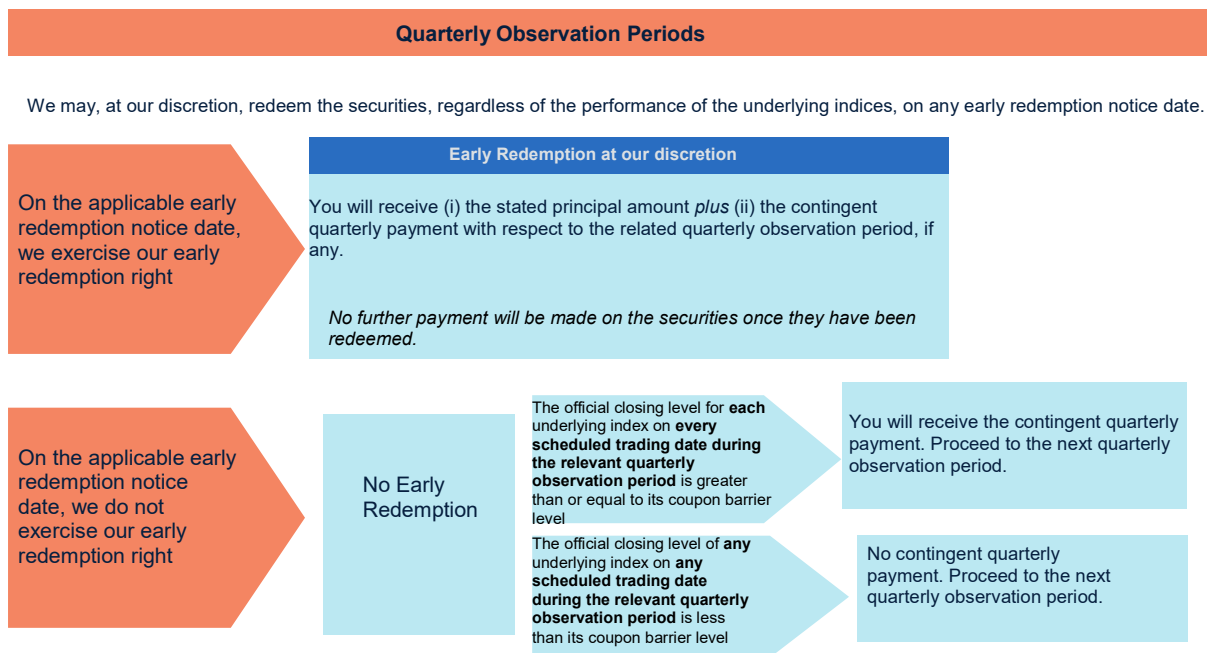 Quarterly Observation Periods
We may, at our discretion, redeem the securities, regardless of the performance of the underlying indices, on any early redemption notice date.
On the applicable early
redemption notice date,
we exercise our early
redemption right
Early Redemption at our discretion
You will receive (i) the stated principal amount plus (ii) the contingent
quarterly payment with respect to the related quarterly observation period, if
any.
No further payment will be made on the securities once they have been
redeemed.
On the applicable early
redemption notice
date, we do not
exercise our early
redemption right
No Early
Redemption
The official closing level for each
underlying index on every
scheduled trading date during
the relevant quarterly
observation period is greater
than or equal to its coupon barrier
level
You will receive the contingent quarterly
payment. Proceed to the next quarterly
observation period.
The official closing level of any
underlying index on any
scheduled trading date
during the relevant quarterly
observation period is less
than its coupon barrier level
No contingent quarterly
payment. Proceed to the next
quarterly observation period.